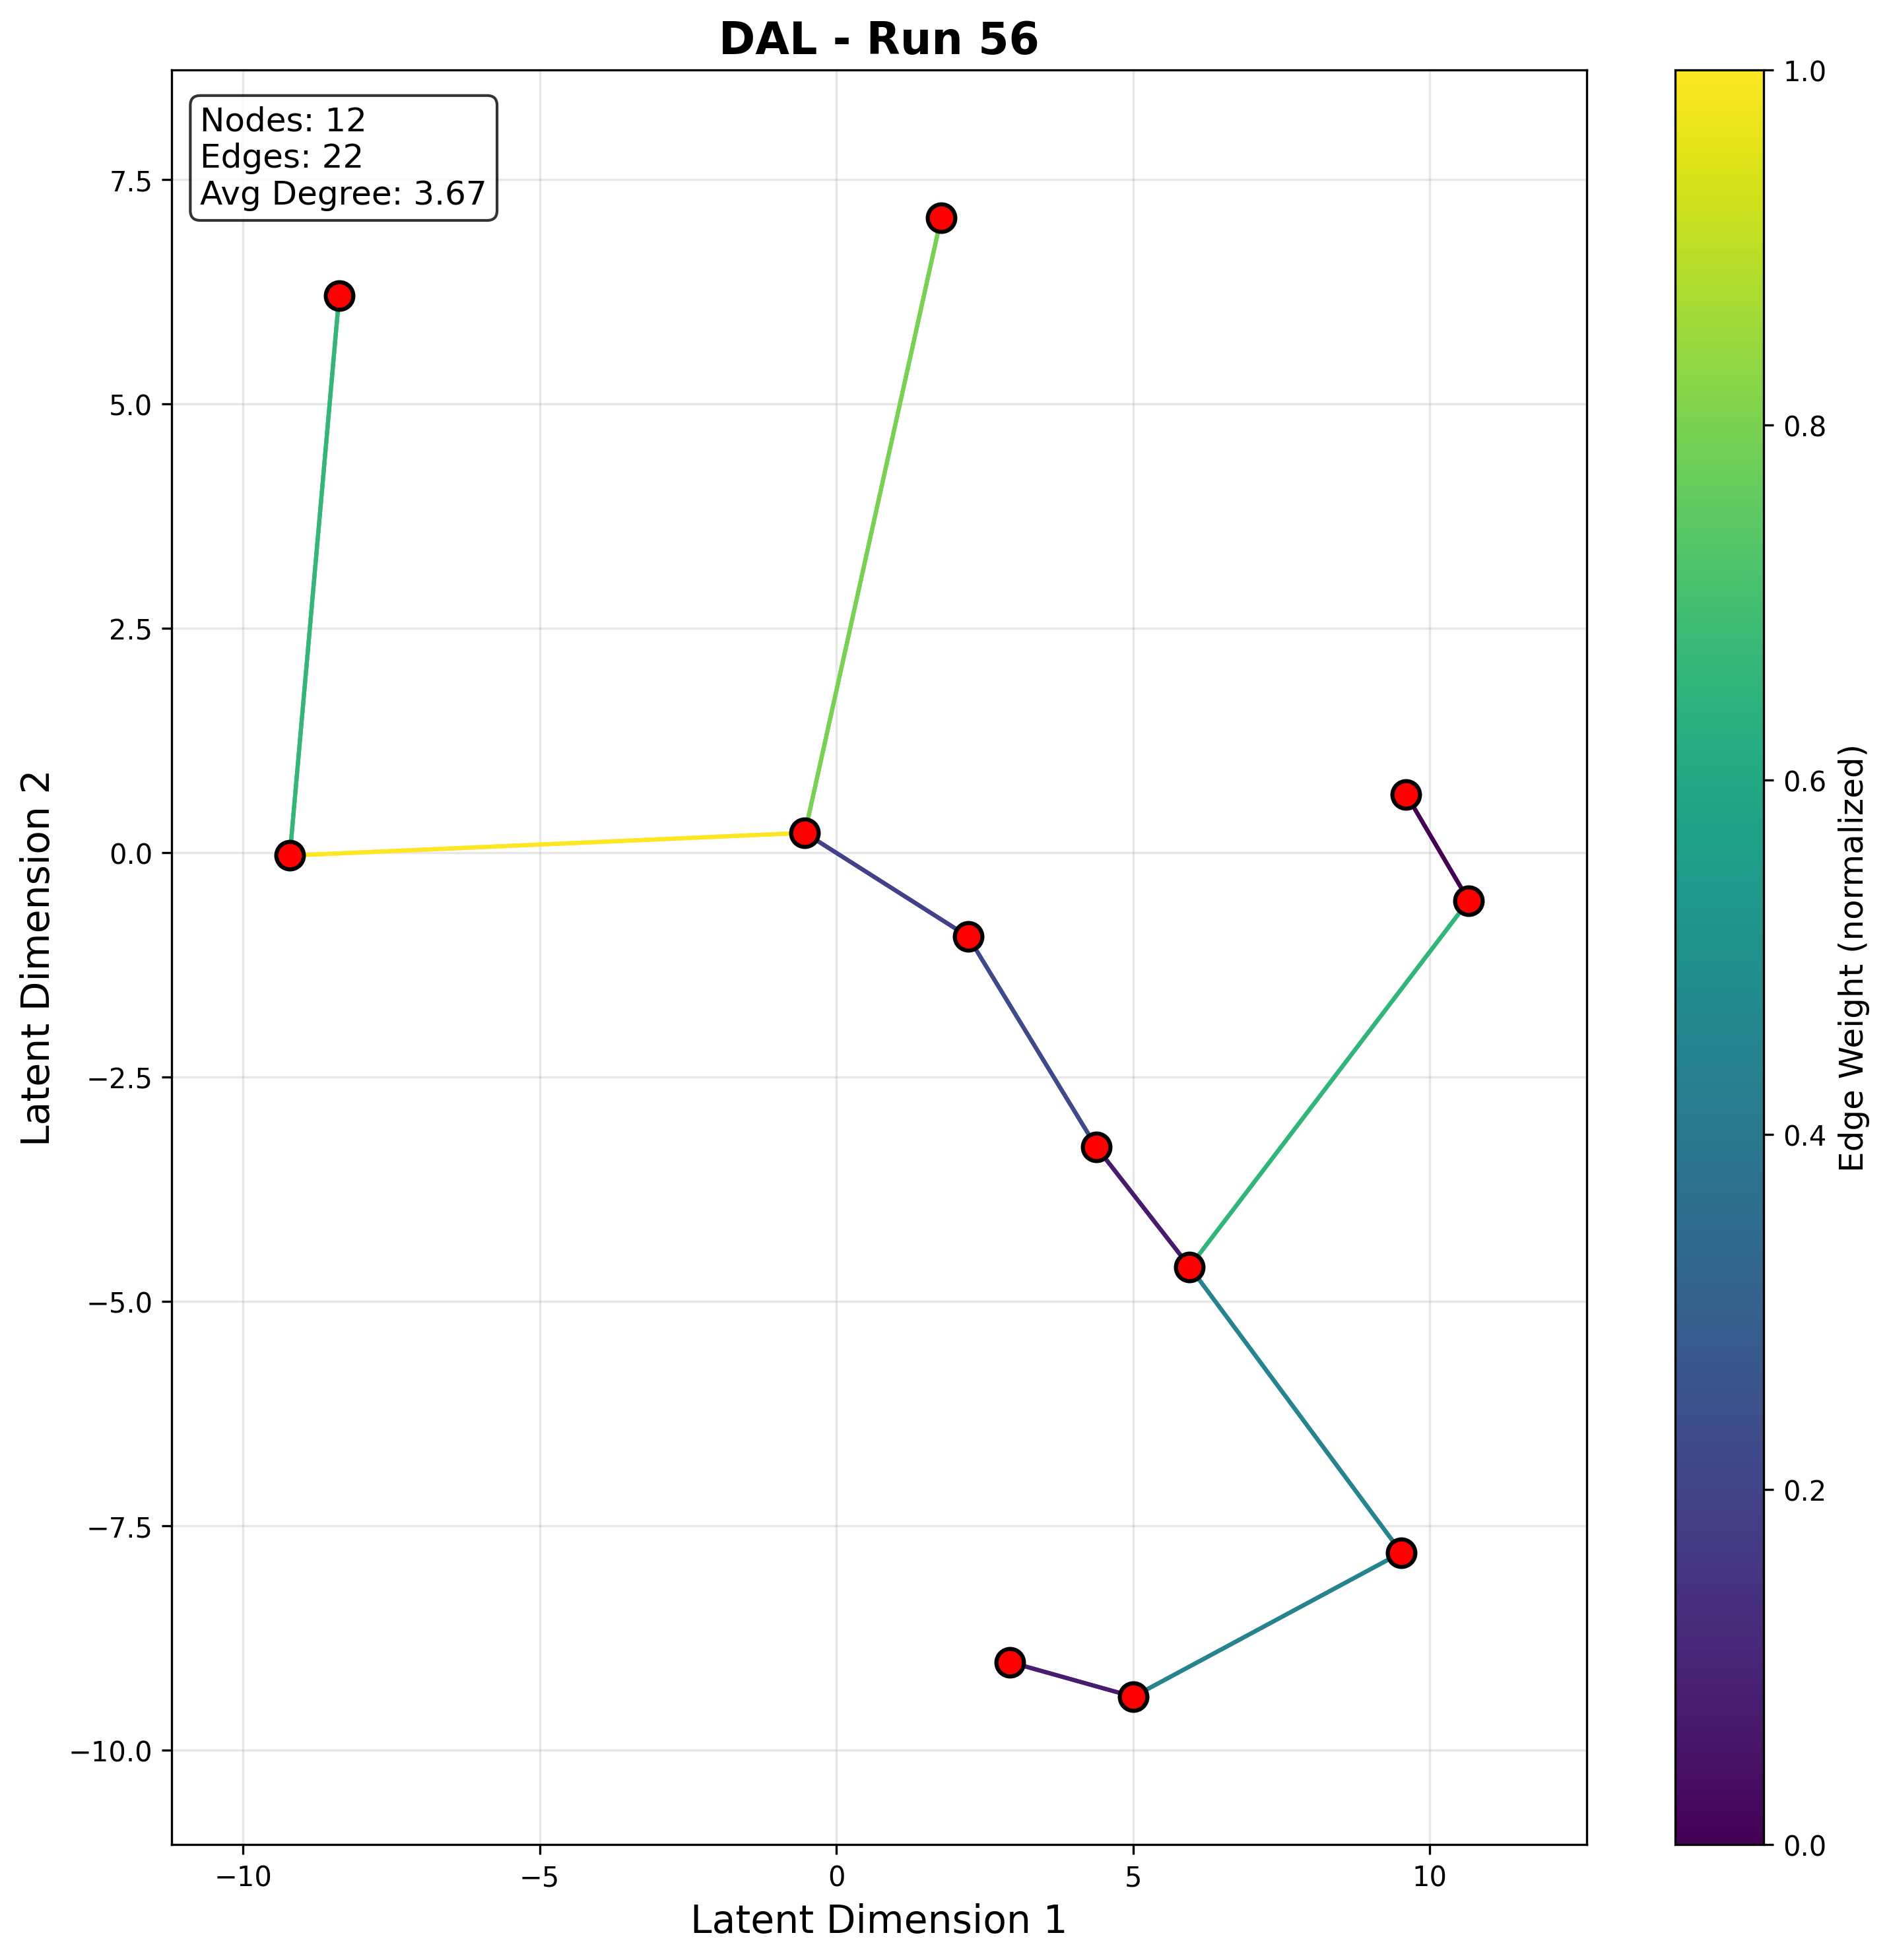 DAL - Run 56
Nodes: 12
Edges: 22
Avg Degree: 3.67
7.5
5.0
2.5
0.0
−2.5
−5.0
−7.5
−10.0
Latent Dimension 2
−10
−5
0
5
10
Latent Dimension 1
1.0
0.8
0.6
0.4
0.2
0.0
Edge Weight (normalized)